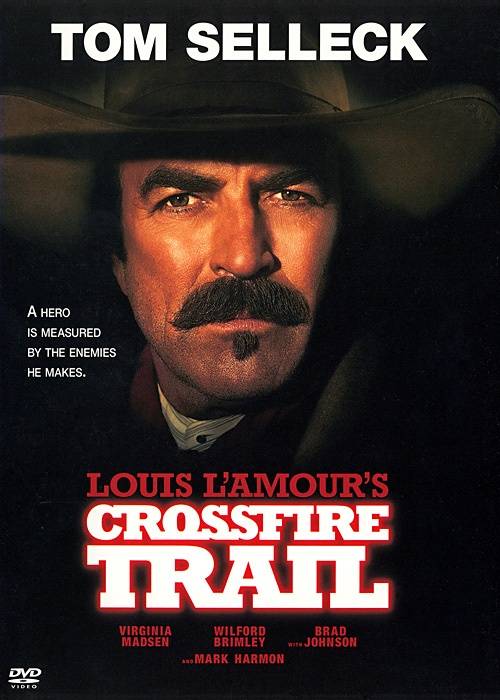 TOM SELLECK
A HERO
IS MEASURED
BY THE ENEMIES
HE MAKES.
LOUIS L'AMOUR'S
CROSSFIRE
TRAIL
VIRGINIA MADSEN
WILFORD BRIMLEY
WITH BRAD JOHNSON
AND MARK HARMON
DVD
VIDEO